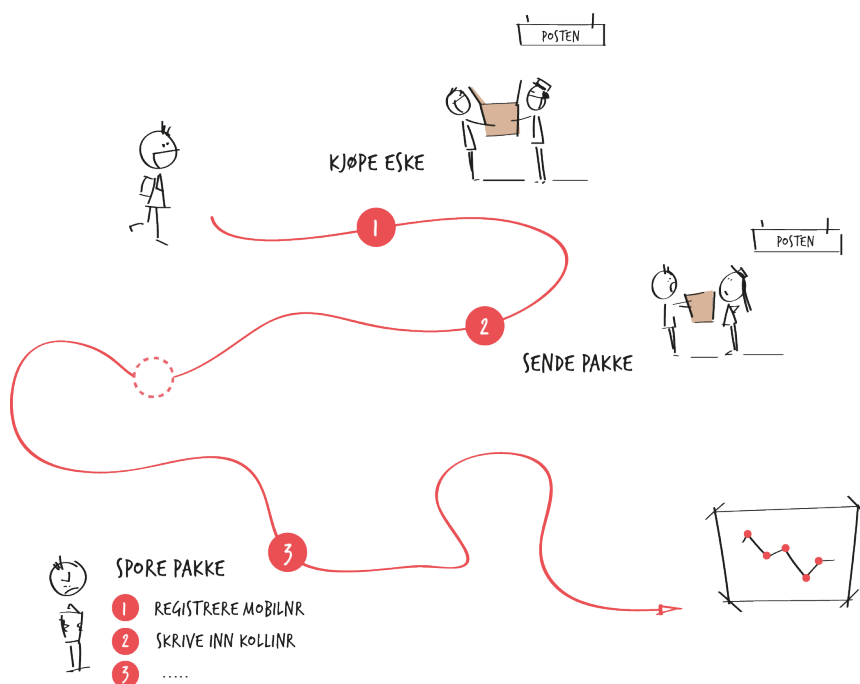 POSTEN
KJØPE ESKE
1
POSTEN
2
SENDE PAKKE
3
SPORE PAKKE
1 REGISTRERE MOBILNR
2 SKRIVE INN KOLLINR
3 .....